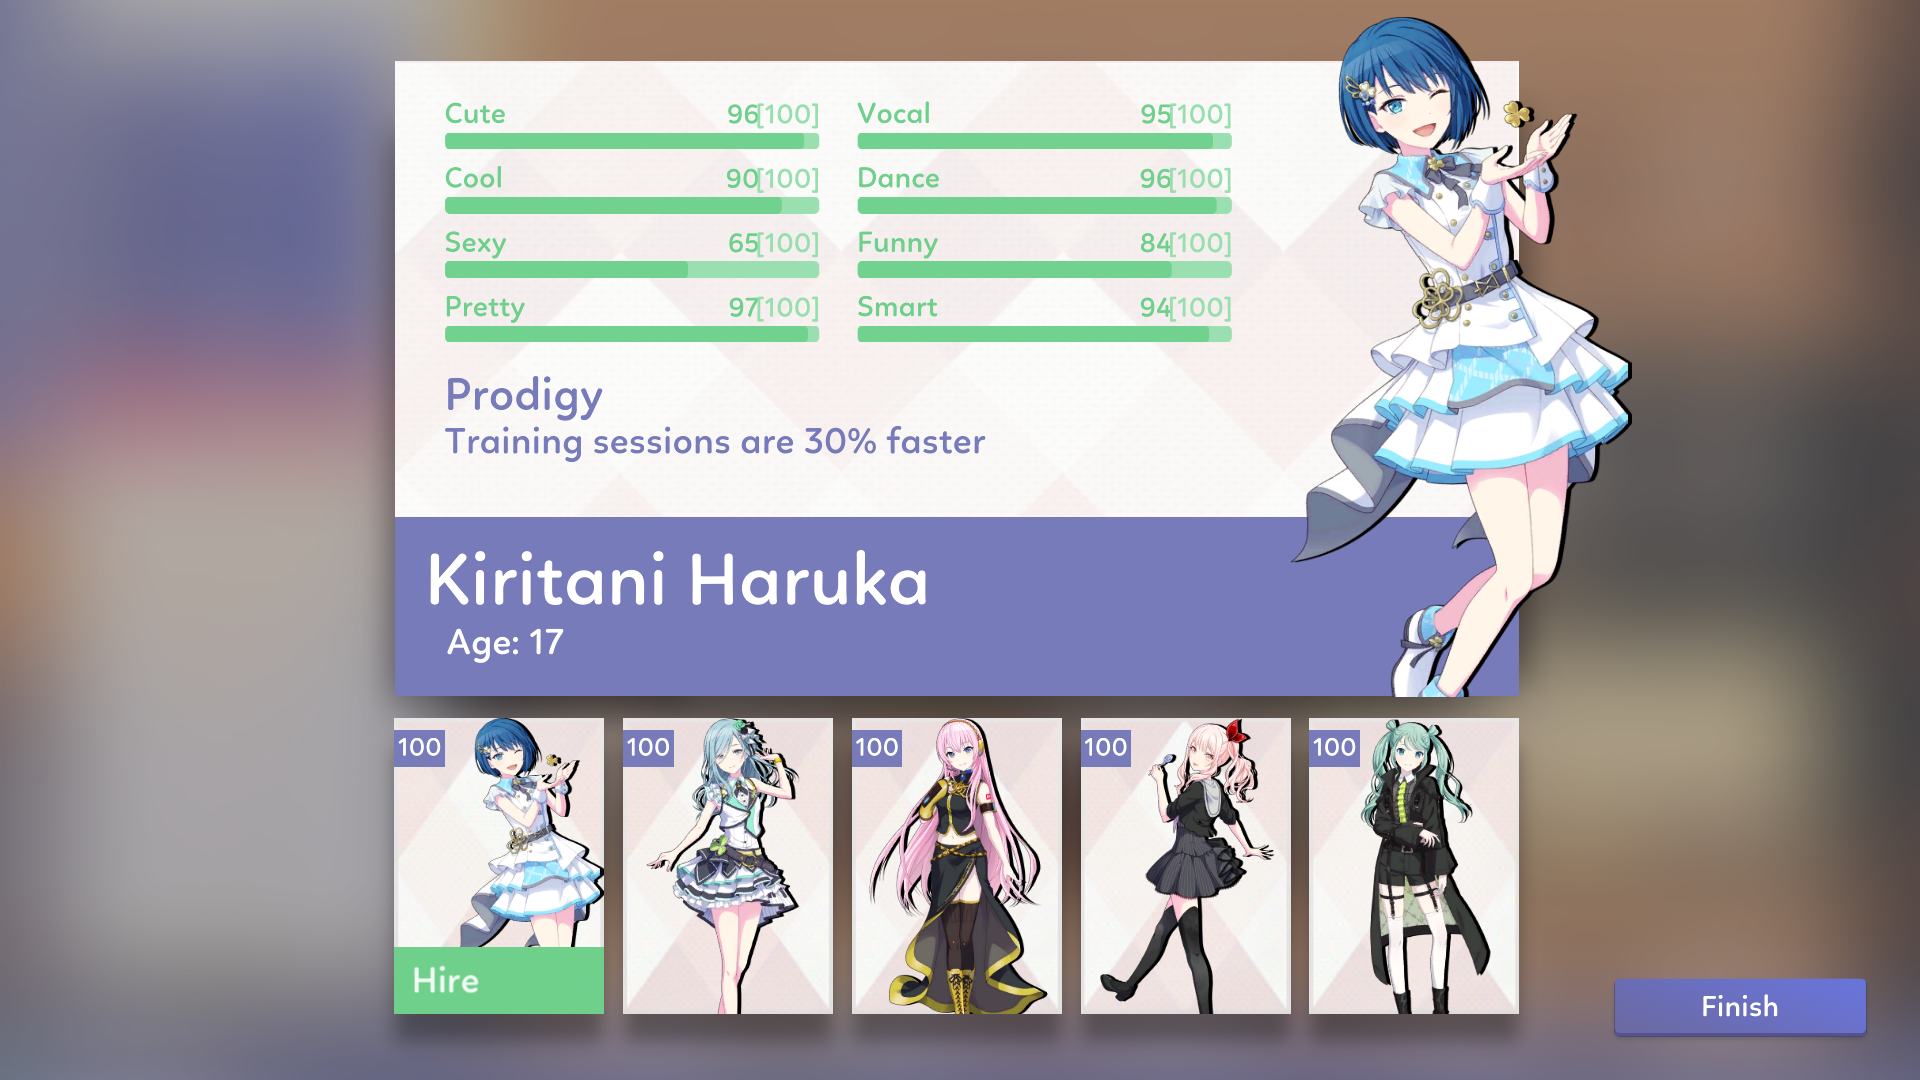 Cute 96[100] Vocal 95[100]
Cool 90[100] Dance 96[100]
Sexy 65[100] Funny 84[100]
Pretty 97[100] Smart 94[100]
Prodigy
Training sessions are 30% faster
Kiritani Haruka
Age: 17
100 100 100 100 100
Hire
Finish